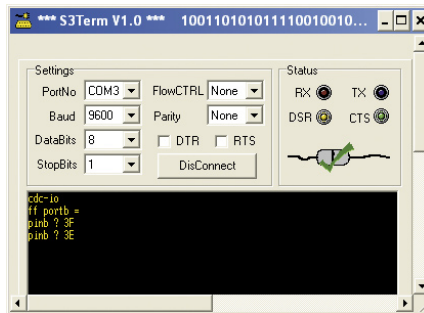 *** S3Term V1.0 *** 100110101011110010010...
Settings
Status
PortNo COM3 FlowCTRL None
RX TX
Baud 9600 Parity None
DSR CTS
DataBits 8 DTR RTS
StopBits 1 DisConnect
cdc-io
ff portb =
pinb ? 3F
pinb ? 3E